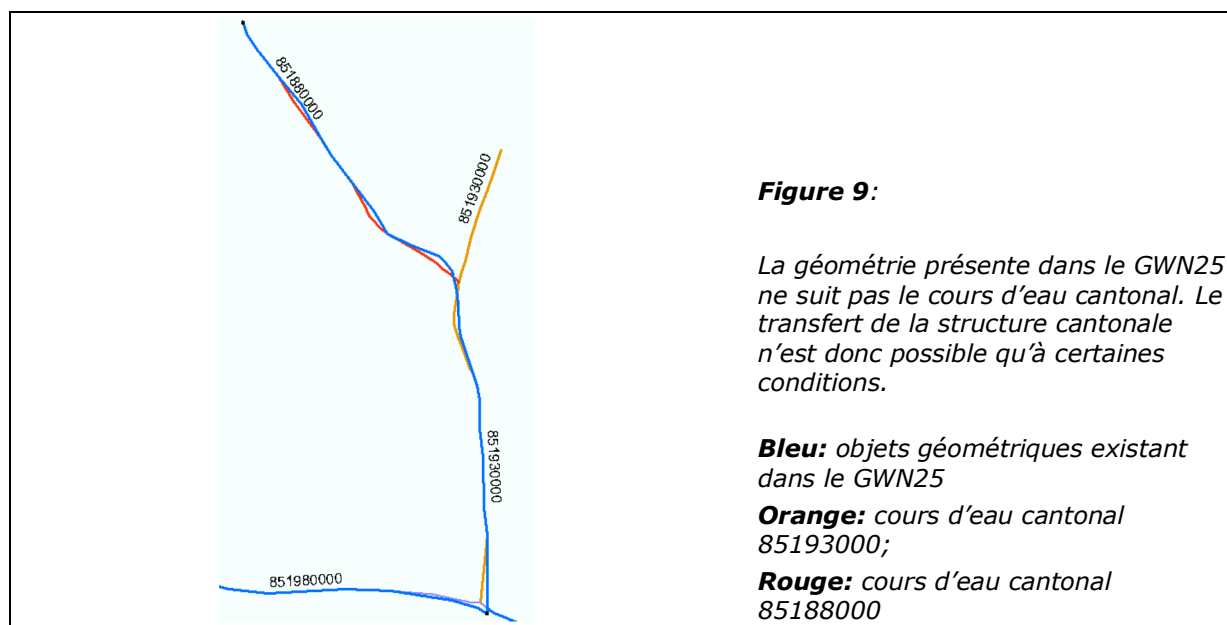 851880000
851930000
851930000
851980000
Figure 9:
La géométrie présente dans le GWN25
ne suit pas le cours d’eau cantonal. Le
transfert de la structure cantonale
n’est donc possible qu’à certaines
conditions.
Bleu: objets géométriques existant
dans le GWN25
Orange: cours d’eau cantonal
85193000;
Rouge: cours d’eau cantonal
85188000